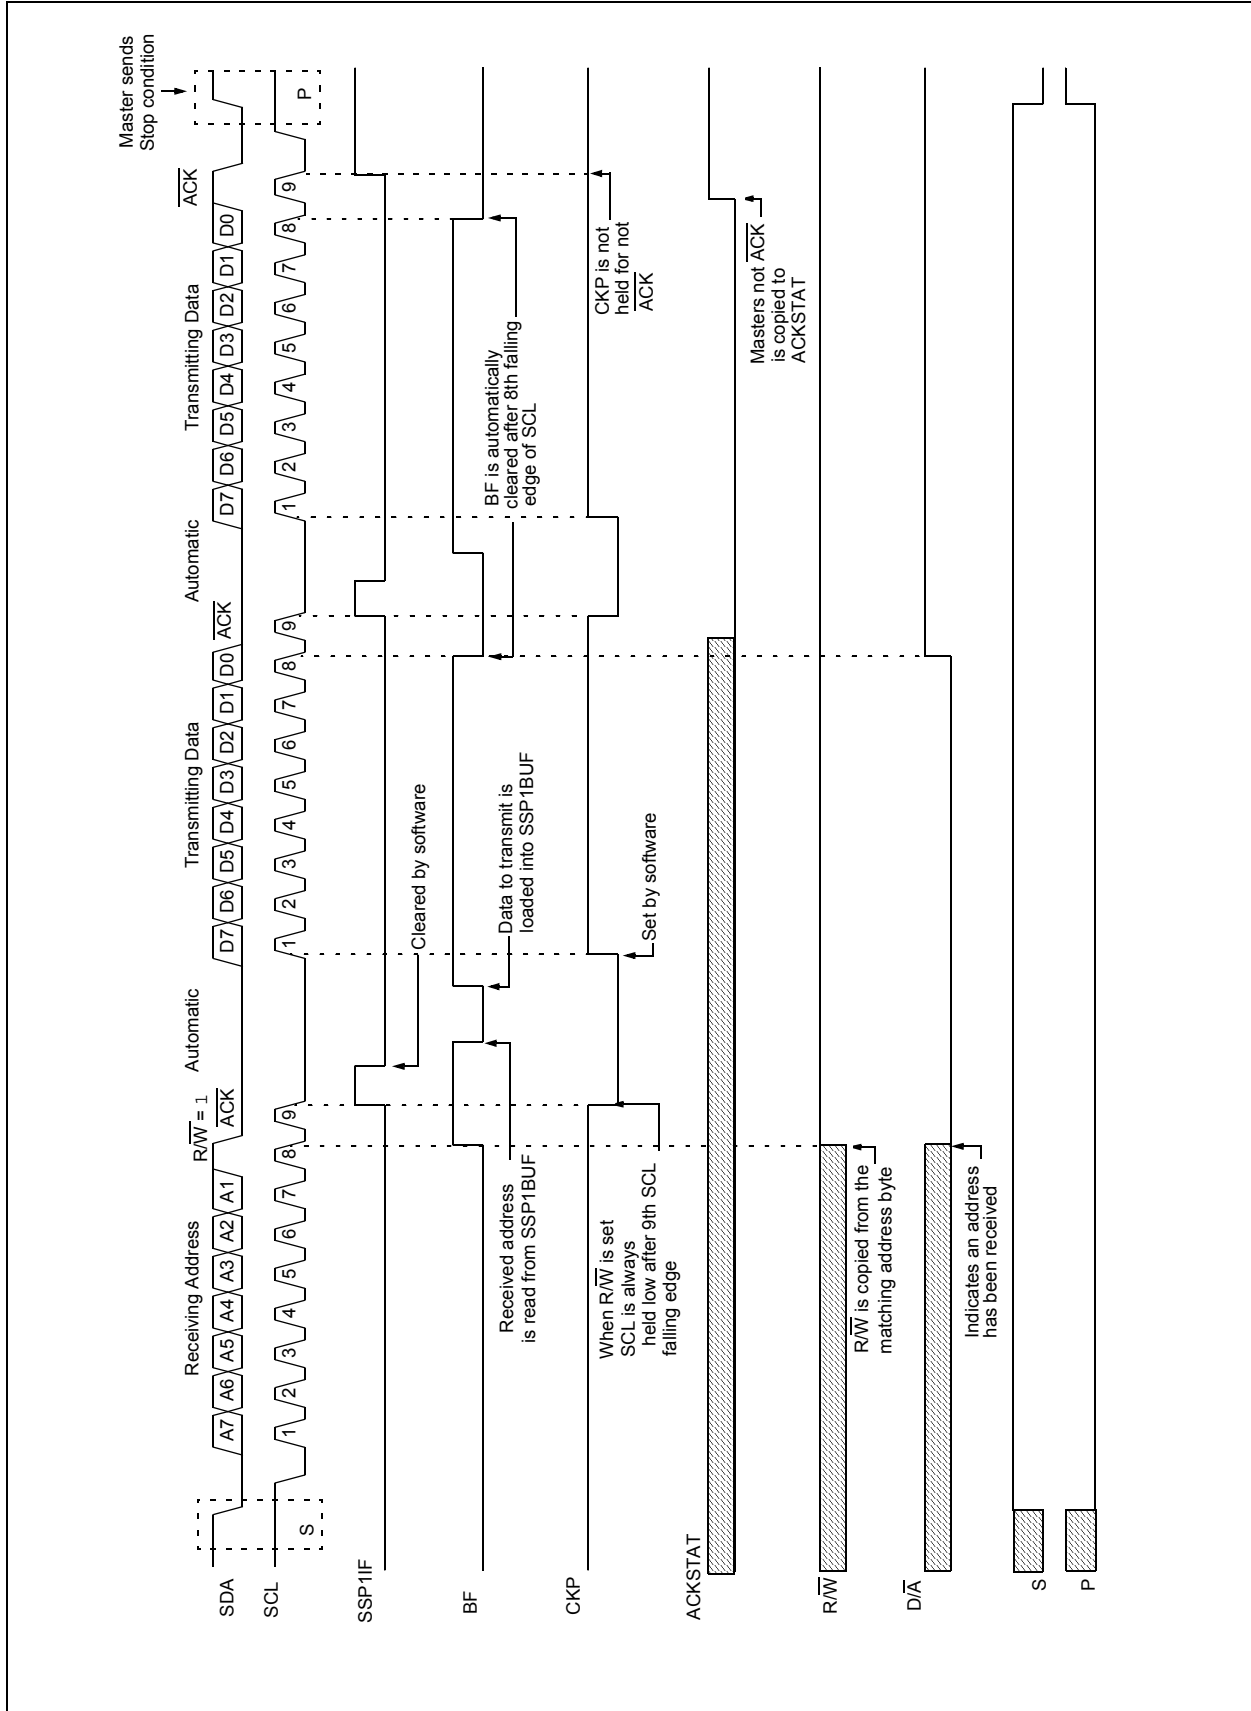 Master sends
Stop condition
Receiving Address
R/W = 1
ACK
Automatic
Transmitting Data
ACK
Automatic
Transmitting Data
ACK
SDA
A7 A6 A5 A4 A3 A2 A1
D7 D6 D5 D4 D3 D2 D1 D0
D7 D6 D5 D4 D3 D2 D1 D0
SCL
S
1 2 3 4 5 6 7 8 9
1 2 3 4 5 6 7 8 9
1 2 3 4 5 6 7 8 9
P
SSP1IF
Cleared by software
BF
Received address
is read from SSP1BUF
Data to transmit is
loaded into SSP1BUF
BF is automatically
cleared after 8th falling
edge of SCL
CKP
When R/W is set
SCL is always
held low after 9th SCL
falling edge
Set by software
CKP is not
held for not
ACK
ACKSTAT
Masters not ACK
is copied to
ACKSTAT
R/W
R/W is copied from the
matching address byte
D/A
Indicates an address
has been received
S
P